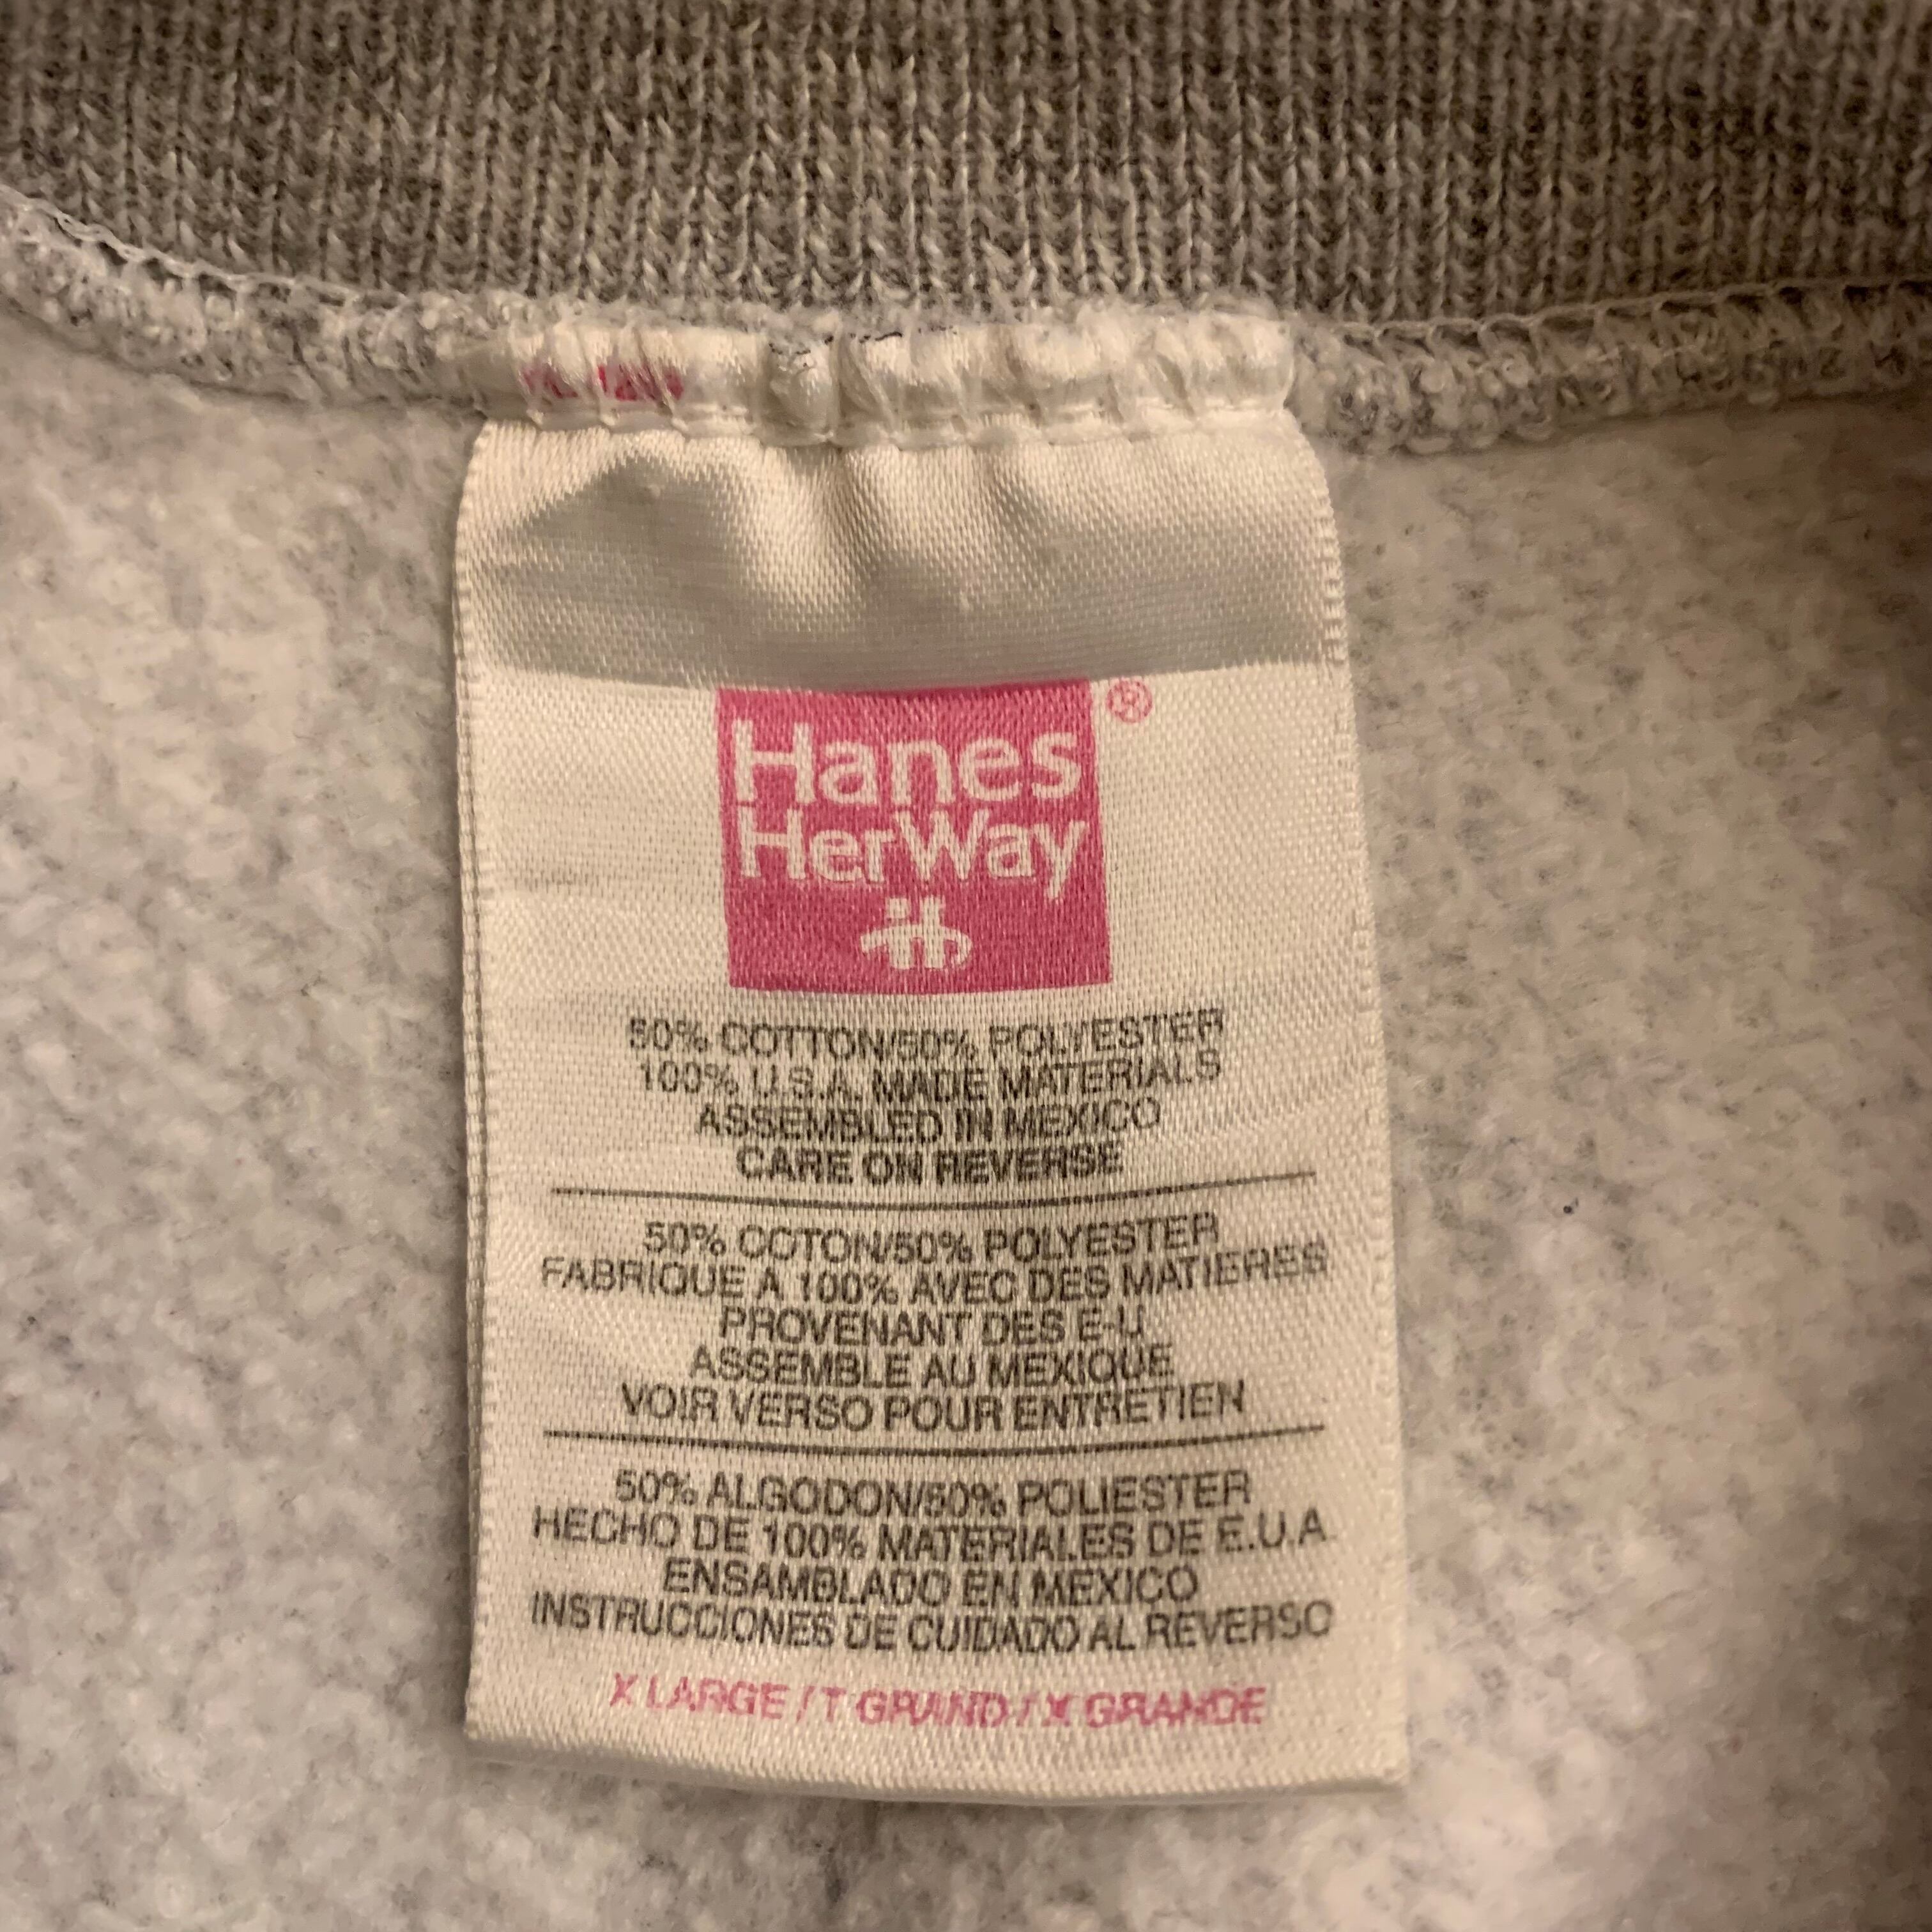 Hanes
HerWay
®
50% COTTON/50% POLYESTER
100% U.S.A. MADE MATERIALS
ASSEMBLED IN MEXICO
CARE ON REVERSE
50% COTON/50% POLYESTER
FABRIQUE A 100% AVEC DES MATIERES
PROVENANT DES E-U
ASSEMBLE AU MEXIQUE
VOIR VERSO POUR ENTRETIEN
50% ALGODON/50% POLIESTER
HECHO DE 100% MATERIALES DE E.U.A.
ENSAMBLADO EN MEXICO
INSTRUCCIONES DE CUIDADO AL REVERSO
X LARGE / T GRAND / X GRANDE